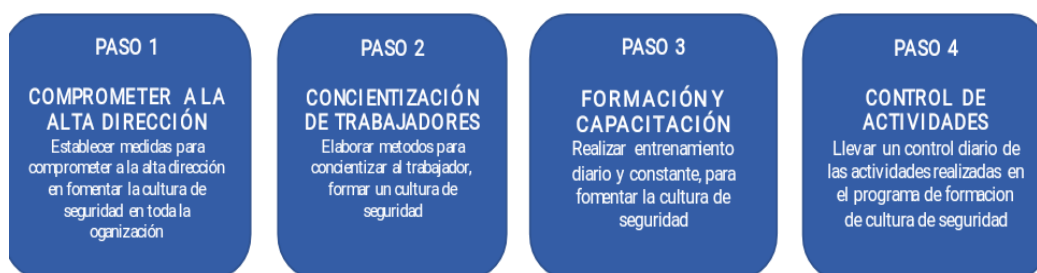 PASO 1
COMPROMETER A LA
ALTA DIRECCIÓN
Establecer medidas para
comprometer a la alta dirección
en fomentar la cultura de
seguridad en toda la
oganización
PASO 2
CONCIENTIZACIÓN
DE TRABAJADORES
Elaborar metodos para
concientizar al trabajador,
formar un cultura de
seguridad
PASO 3
FORMACIÓN Y
CAPACITACIÓN
Realizar entrenamiento
diario y constante, para
fomentar la cultura de
seguridad
PASO 4
CONTROL DE
ACTIVIDADES
Llevar un control diario de
las actividades realizadas en
el programa de formacion
de cultura de seguridad